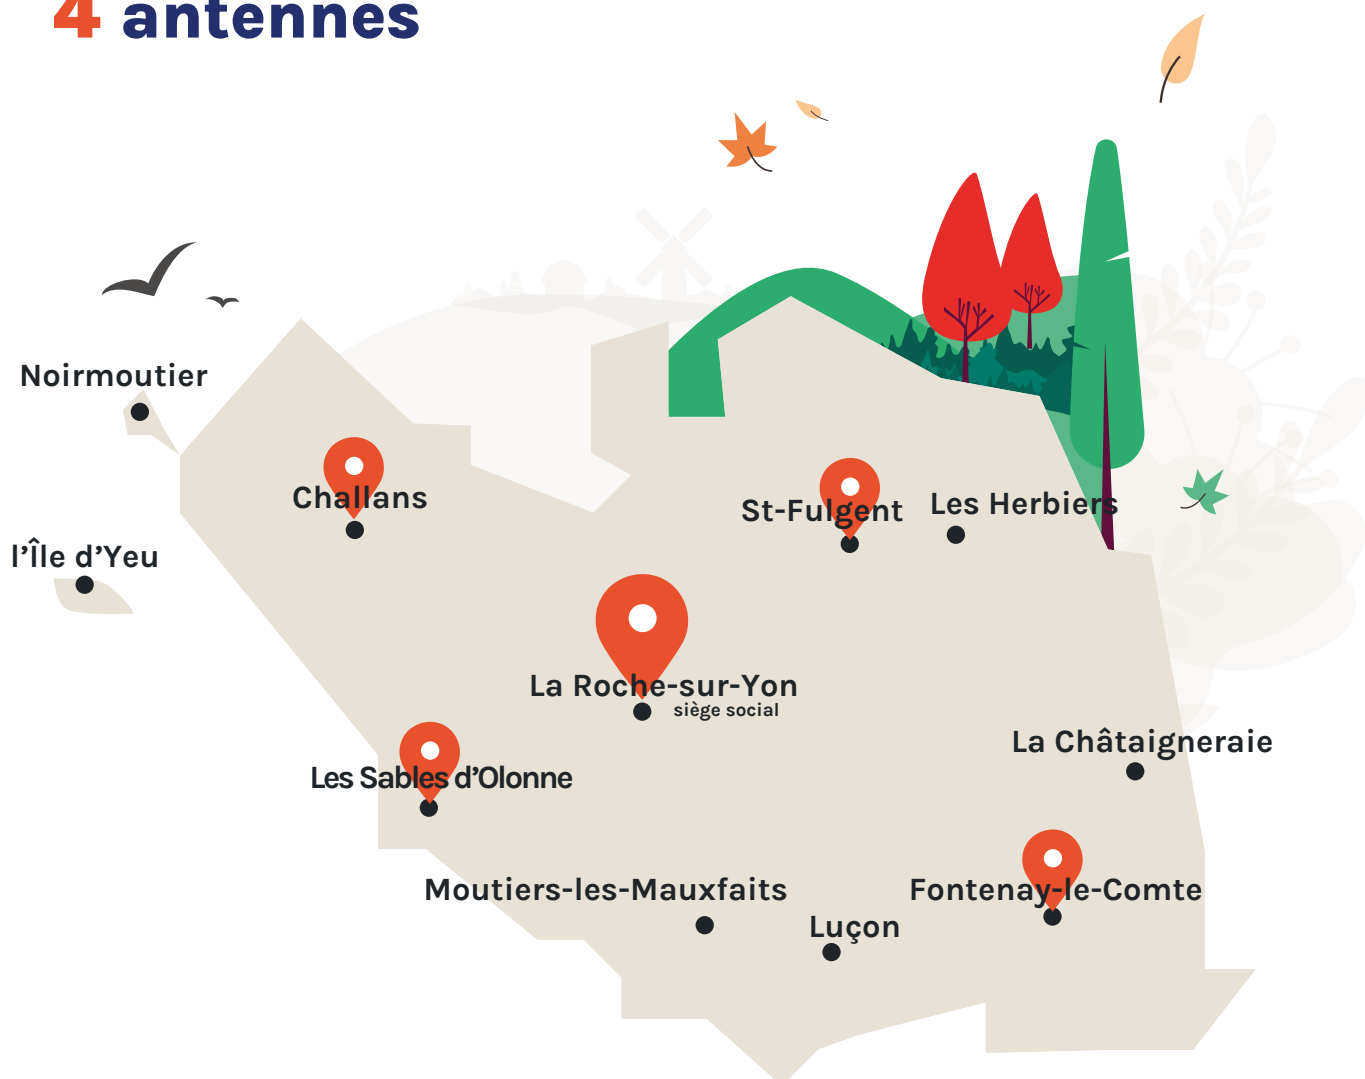 4 antennes
Noirmoutier
Challans
St-Fulgent
Les Herbiers
l’Île d’Yeu
La Roche-sur-Yon
siège social
La Châtaigneraie
Les Sables d’Olonne
Moutiers-les-Mauxfaits
Fontenay-le-Comte
Luçon